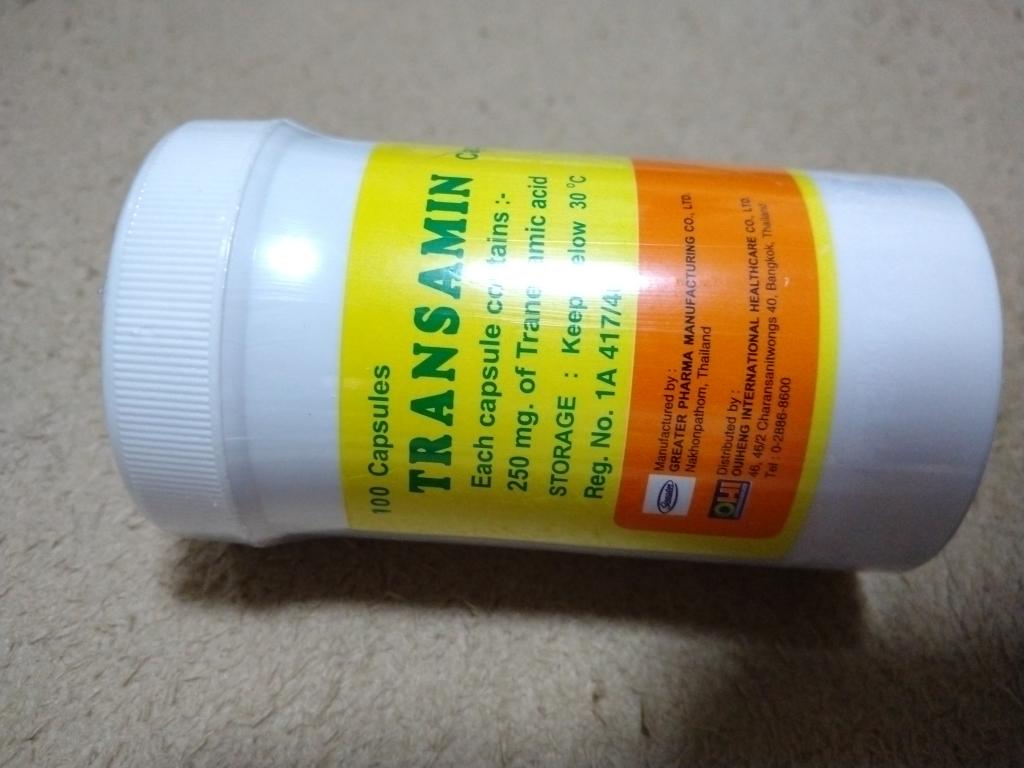 100 Capsules
TRANSAMIN
Each capsule contains :-
250 mg. of Tranexamic acid
STORAGE : Keep below 30 °C
Reg. No. 1A 417/4
Manufactured by :
GREATER PHARMA MANUFACTURING CO., LTD.
Nakhonpathom, Thailand
Greater
Distributed by :
OUIHENG INTERNATIONAL HEALTHCARE CO., LTD.
46, 46/2 Charansanitwongs 40, Bangkok, Thailand
Tel : 0-2886-8600
OHI